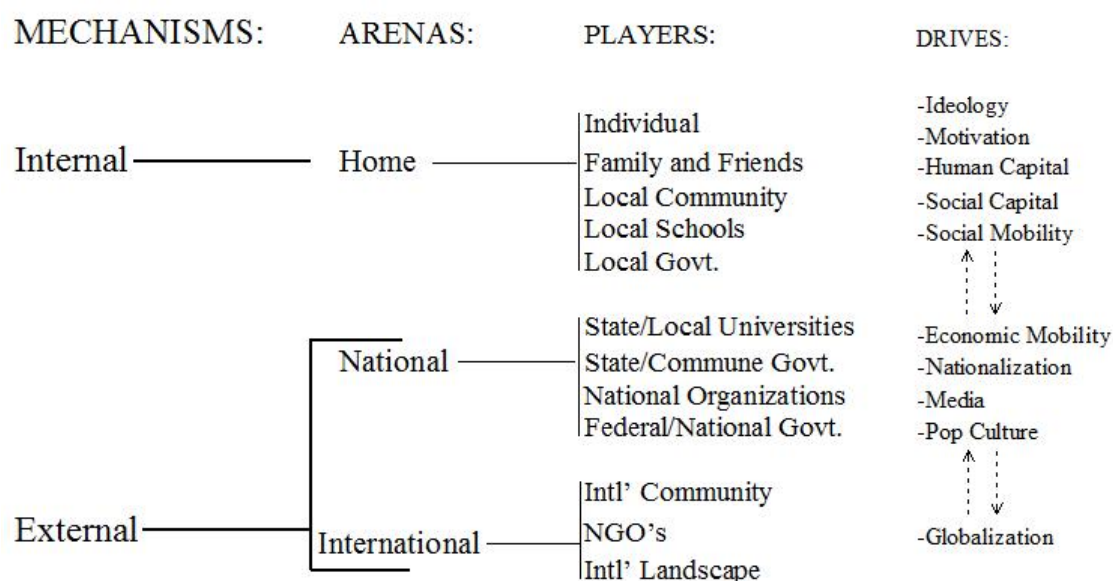 MECHANISMS: ARENAS: PLAYERS: DRIVES:
Internal
Home
Individual
Family and Friends
Local Community
Local Schools
Local Govt.
-Ideology
-Motivation
-Human Capital
-Social Capital
-Social Mobility
External
National
State/Local Universities
State/Commune Govt.
National Organizations
Federal/National Govt.
-Economic Mobility
-Nationalization
-Media
-Pop Culture
International
Intl’ Community
NGO’s
Intl’ Landscape
-Globalization